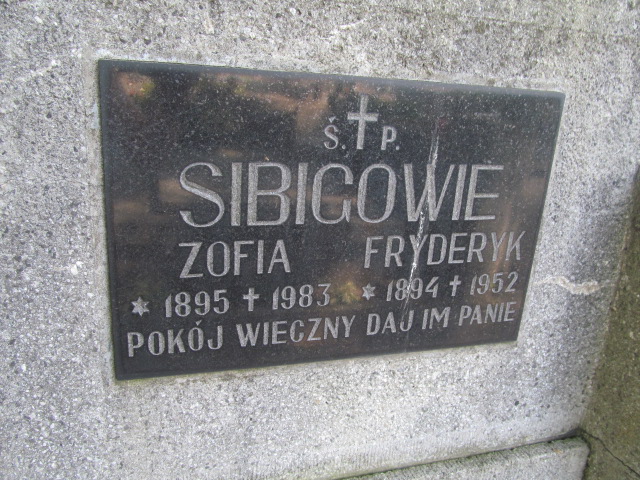 Ś. † P.
SIBIGOWIE
ZOFIA FRYDERYK
* 1895 † 1983 * 1894 † 1952
POKÓJ WIECZNY DAJ IM PANIE